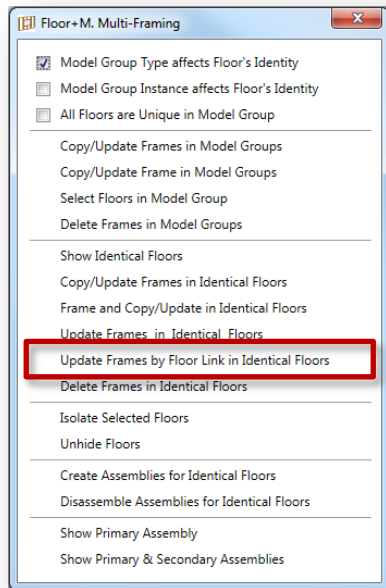 Floor+M. Multi-Framing
Model Group Type affects Floor's Identity
Model Group Instance affects Floor's Identity
All Floors are Unique in Model Group
Copy/Update Frames in Model Groups
Copy/Update Frame in Model Groups
Select Floors in Model Group
Delete Frames in Model Groups
Show Identical Floors
Copy/Update Frames in Identical Floors
Frame and Copy/Update in Identical Floors
Update Frames in Identical Floors
Update Frames by Floor Link in Identical Floors
Delete Frames in Identical Floors
Isolate Selected Floors
Unhide Floors
Create Assemblies for Identical Floors
Disassemble Assemblies for Identical Floors
Show Primary Assembly
Show Primary & Secondary Assemblies